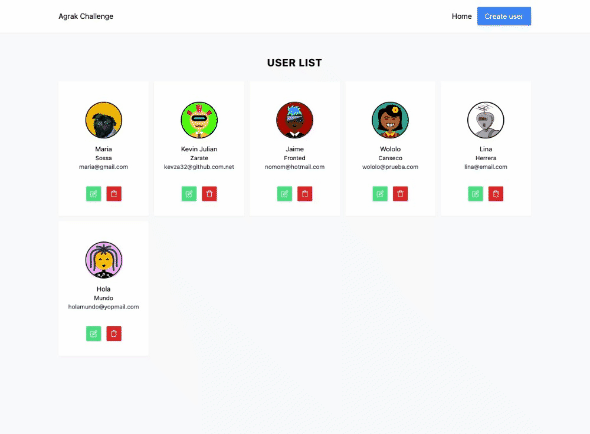 Agrak Challenge
Home
Create user
USER LIST
Maria
Sossa
maria@gmail.com
Kevin Julian
Zarate
kevza32@github.com.net
Jaime
Fronted
nomom@hotmail.com
Wololo
Canseco
wololo@prueba.com
Lina
Herrera
lina@email.com
Hola
Mundo
holamundo@yopmail.com